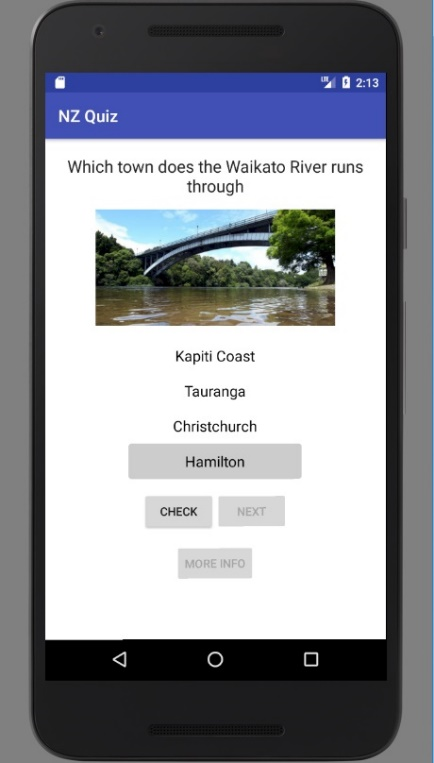 2:13
NZ Quiz
Which town does the Waikato River runs
through
Kapiti Coast
Tauranga
Christchurch
Hamilton
CHECK NEXT
MORE INFO